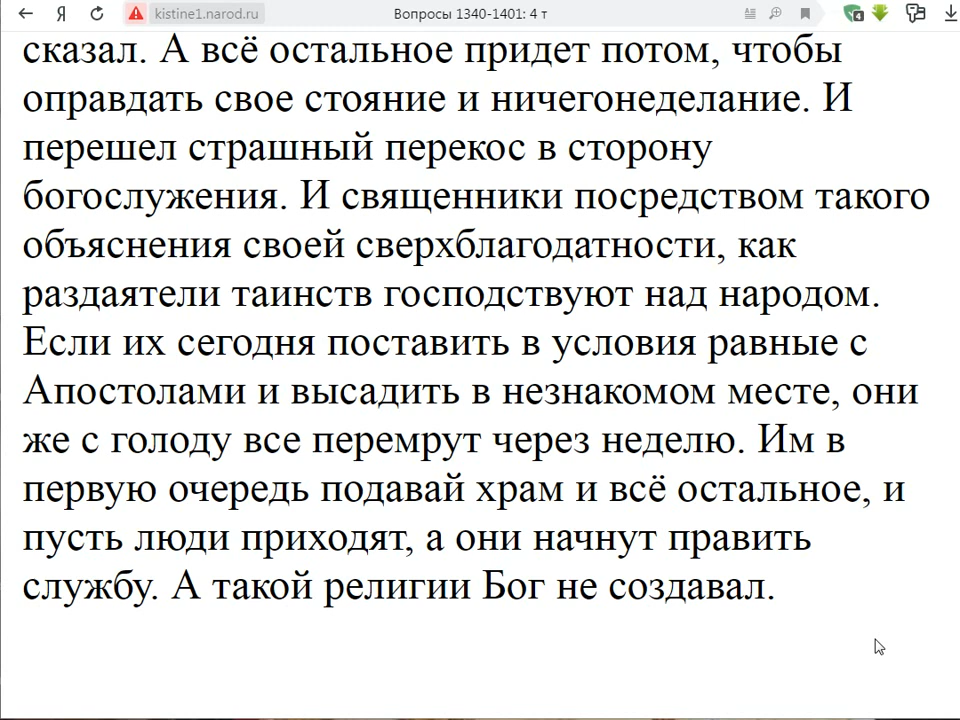 Я kistine1.narod.ru Вопросы 1340-1401: 4 т 4
сказал. А всё остальное придет потом, чтобы
оправдать свое стояние и ничегонеделание. И
перешел страшный перекос в сторону
богослужения. И священники посредством такого
объяснения своей сверхблагодатности, как
раздаятели таинств господствуют над народом.
Если их сегодня поставить в условия равные с
Апостолами и высадить в незнакомом месте, они
же с голоду все перемрут через неделю. Им в
первую очередь подавай храм и всё остальное, и
пусть люди приходят, а они начнут править
службу. А такой религии Бог не создавал.